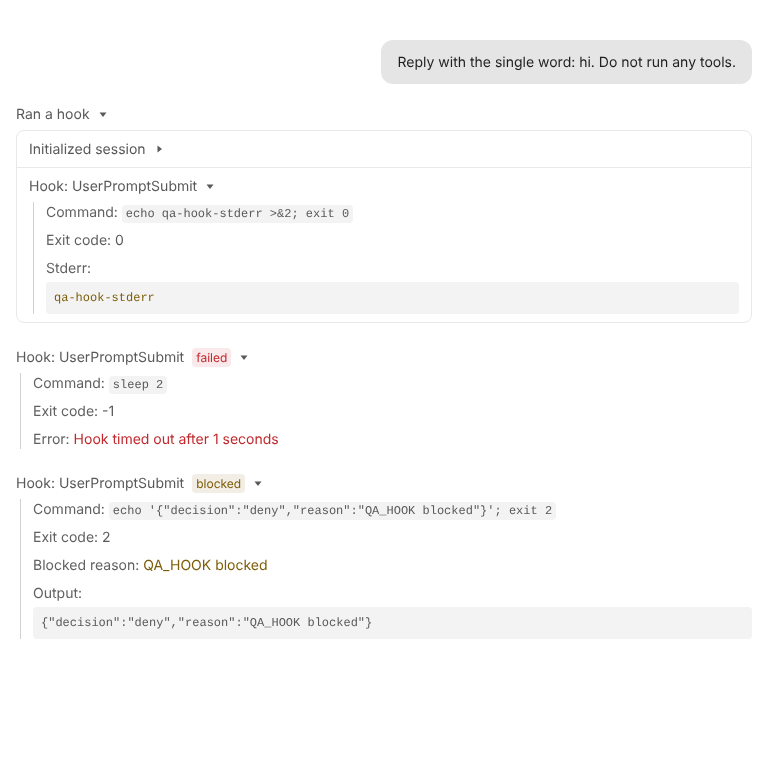 Reply with the single word: hi. Do not run any tools.
Ran a hook
Initialized session
Hook: UserPromptSubmit
Command: echo qa-hook-stderr >&2; exit 0
Exit code: 0
Stderr:
qa-hook-stderr
Hook: UserPromptSubmit failed
Command: sleep 2
Exit code: -1
Error: Hook timed out after 1 seconds
Hook: UserPromptSubmit blocked
Command: echo '{"decision":"deny","reason":"QA_HOOK blocked"}'; exit 2
Exit code: 2
Blocked reason: QA_HOOK blocked
Output:
{"decision":"deny","reason":"QA_HOOK blocked"}